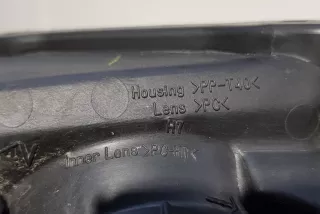 Housing >PP-T40<
Lens >PC<
H7
Inner Lens >PC-HT<